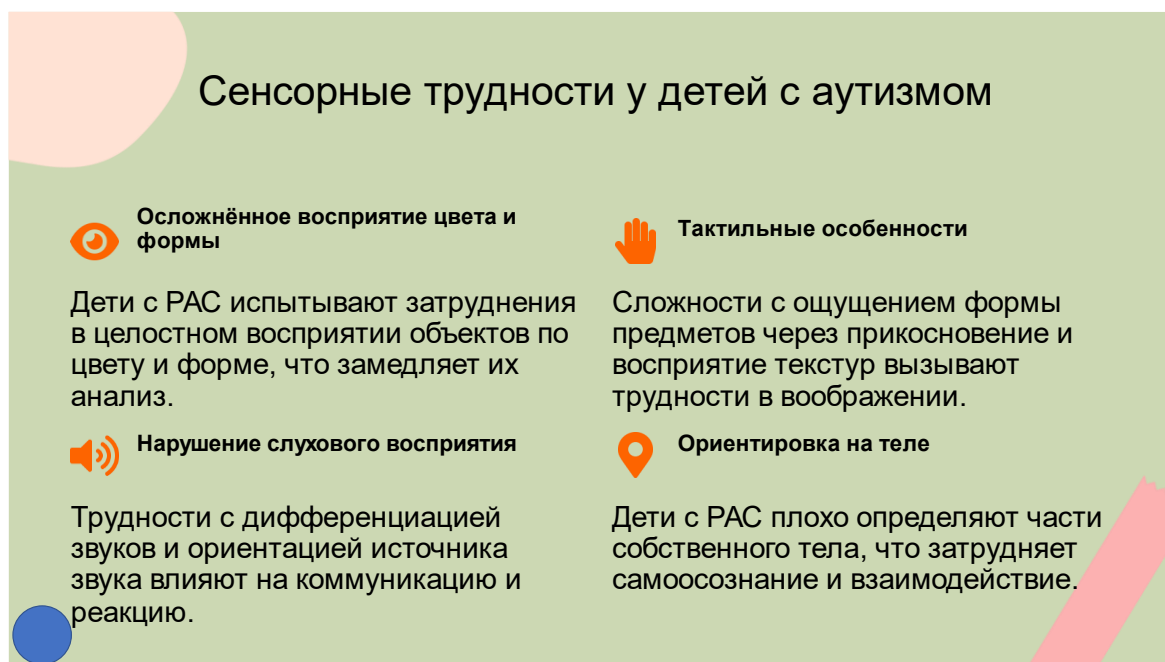 Сенсорные трудности у детей с аутизмом
Осложнённое восприятие цвета и
формы
Дети с РАС испытывают затруднения
в целостном восприятии объектов по
цвету и форме, что замедляет их
анализ.
Тактильные особенности
Сложности с ощущением формы
предметов через прикосновение и
восприятие текстур вызывают
трудности в воображении.
Нарушение слухового восприятия
Трудности с дифференциацией
звуков и ориентацией источника
звука влияют на коммуникацию и
реакцию.
Ориентировка на теле
Дети с РАС плохо определяют части
собственного тела, что затрудняет
самоосознание и взаимодействие.